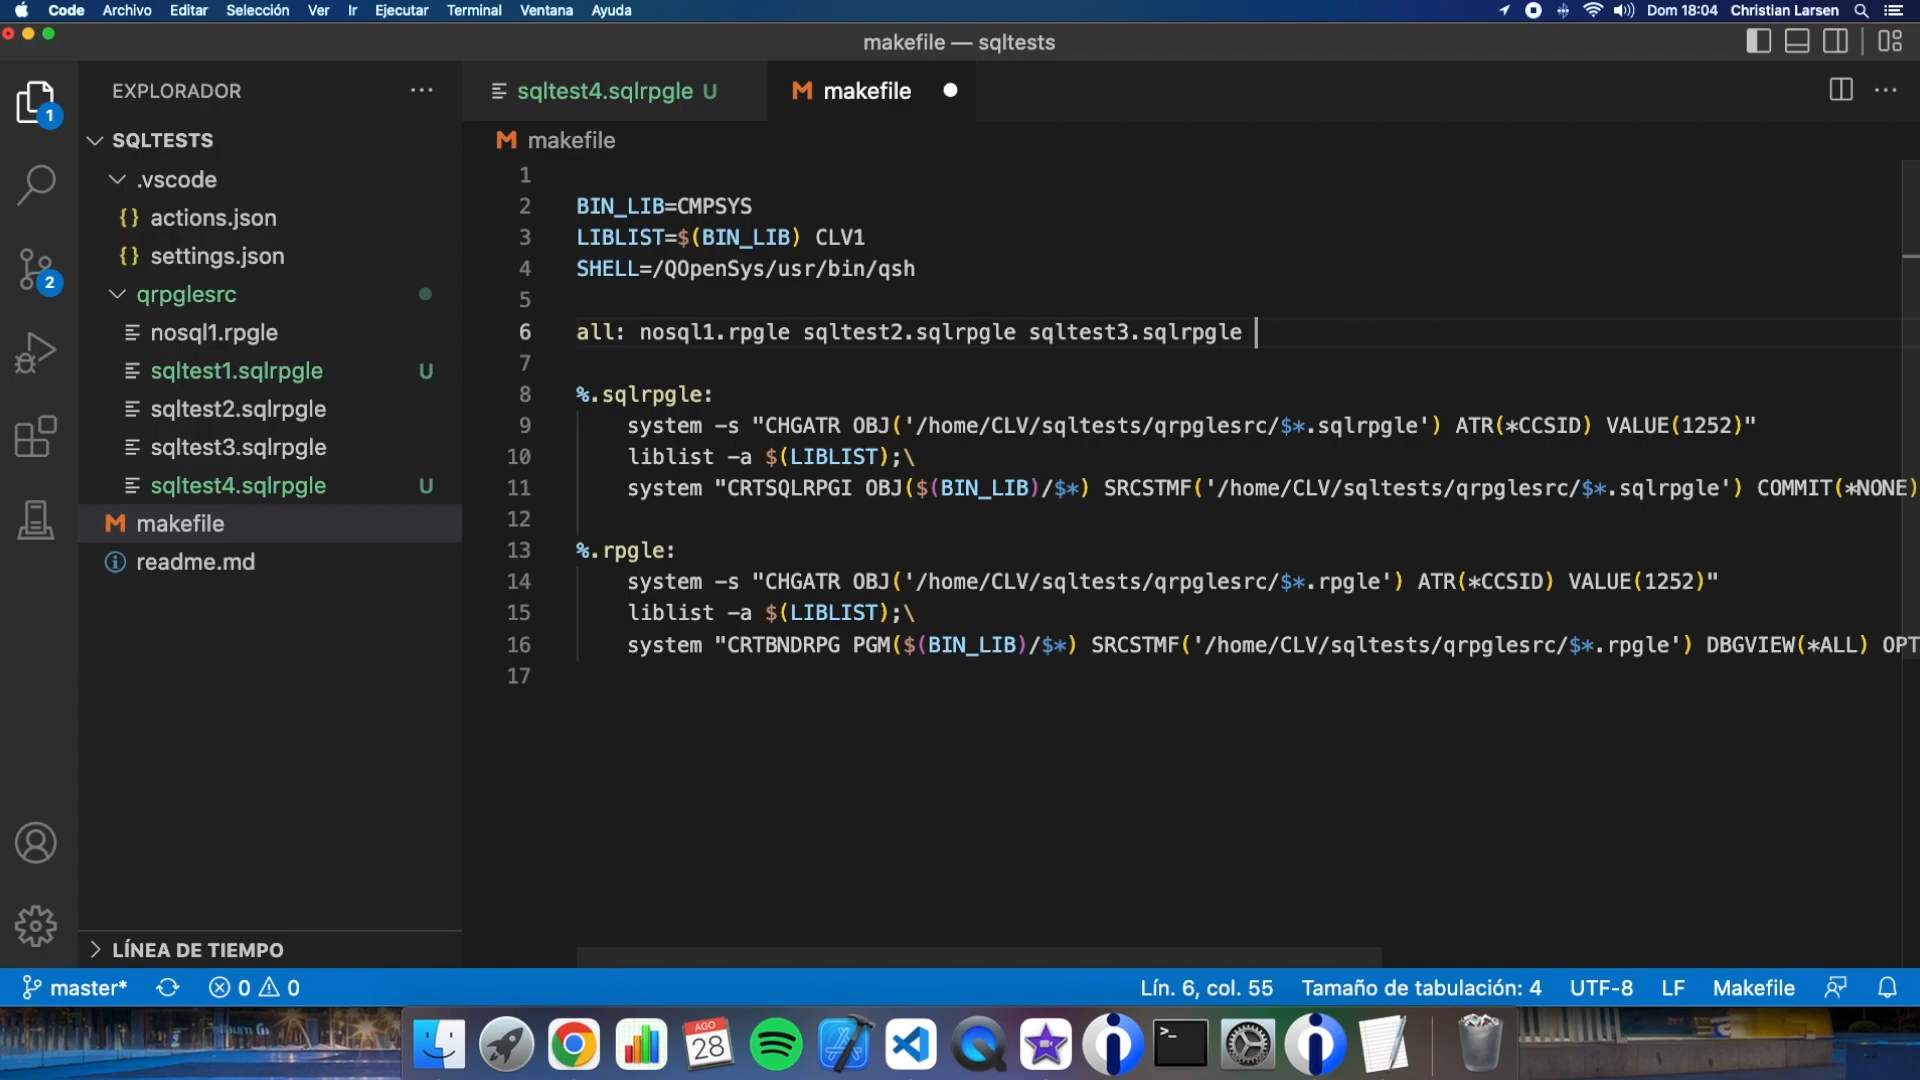 Code Archivo Editar Selección Ver Ir Ejecutar Terminal Ventana Ayuda Dom 18:04 Christian Larsen
makefile — sqltests
EXPLORADOR
sqltest4.sqlrpgle U
makefile
SQLTESTS
.vscode
{} actions.json
{} settings.json
qrpglesrc
nosql1.rpgle
sqltest1.sqlrpgle U
sqltest2.sqlrpgle
sqltest3.sqlrpgle
sqltest4.sqlrpgle U
M makefile
readme.md
LÍNEA DE TIEMPO
1
2
M makefile
1
2 BIN_LIB=CMPSYS
3 LIBLIST=$(BIN_LIB) CLV1
4 SHELL=/QOpenSys/usr/bin/qsh
5
6 all: nosql1.rpgle sqltest2.sqlrpgle sqltest3.sqlrpgle
7
8 %.sqlrpgle:
9 system -s "CHGATR OBJ('/home/CLV/sqltests/qrpglesrc/$*.sqlrpgle') ATR(*CCSID) VALUE(1252)"
10 liblist -a $(LIBLIST);\
11 system "CRTSQLRPGI OBJ($(BIN_LIB)/$*) SRCSTMF('/home/CLV/sqltests/qrpglesrc/$*.sqlrpgle') COMMIT(*NONE)
12
13 %.rpgle:
14 system -s "CHGATR OBJ('/home/CLV/sqltests/qrpglesrc/$*.rpgle') ATR(*CCSID) VALUE(1252)"
15 liblist -a $(LIBLIST);\
16 system "CRTBNDRPG PGM($(BIN_LIB)/$*) SRCSTMF('/home/CLV/sqltests/qrpglesrc/$*.rpgle') DBGVIEW(*ALL) OPT
17
master* 0 0 Lín. 6, col. 55 Tamaño de tabulación: 4 UTF-8 LF Makefile
AGO
28